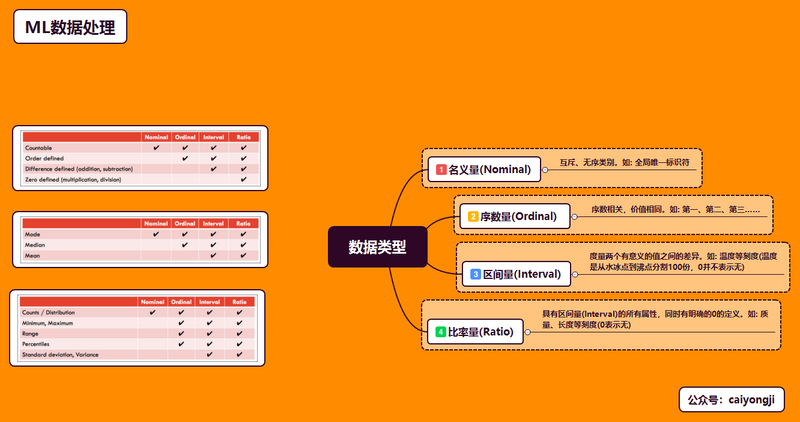 ML数据处理
Nominal Ordinal Interval Ratio
Countable ✔ ✔ ✔ ✔
Order defined ✔ ✔ ✔
Difference defined (addition, subtraction) ✔ ✔
Zero defined (multiplication, division) ✔
Mode ✔ ✔ ✔ ✔
Median ✔ ✔ ✔
Mean ✔ ✔
Nominal Ordinal Interval Ratio
Counts / Distribution ✔ ✔ ✔ ✔
Minimum, Maximum ✔ ✔ ✔
Range ✔ ✔ ✔
Percentiles ✔ ✔ ✔
Standard deviation, Variance ✔ ✔
数据类型
1 名义量(Nominal)
互斥、无序类别。如: 全局唯一标识符
2 序数量(Ordinal)
序数相关，价值相同。如: 第一、第二、第三……
3 区间量(Interval)
度量两个有意义的值之间的差异。如: 温度等刻度(温度
是从水冰点到沸点分割100份，0并不表示无)
4 比率量(Ratio)
具有区间量(Interval)的所有属性，同时有明确的0的定义。如: 质
量、长度等刻度(0表示无)
公众号：caiyongji